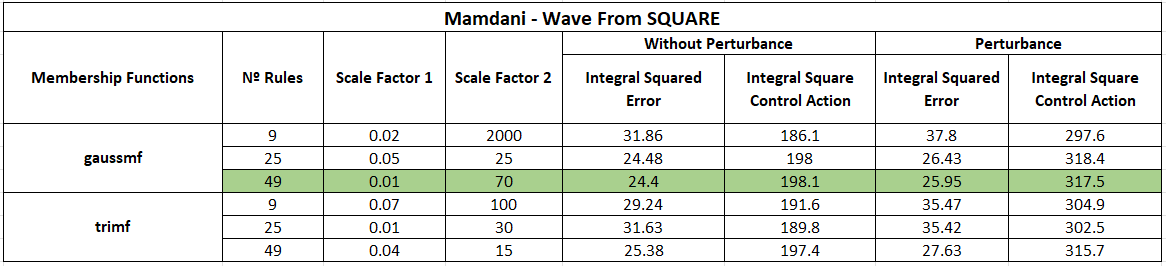 Mamdani - Wave From SQUARE
Membership Functions Nº Rules Scale Factor 1 Scale Factor 2 Without Perturbance Perturbance
Integral Squared Error Integral Square Control Action Integral Squared Error Integral Square Control Action
gaussmf 9 0.02 2000 31.86 186.1 37.8 297.6
25 0.05 25 24.48 198 26.43 318.4
49 0.01 70 24.4 198.1 25.95 317.5
trimf 9 0.07 100 29.24 191.6 35.47 304.9
25 0.01 30 31.63 189.8 35.42 302.5
49 0.04 15 25.38 197.4 27.63 315.7